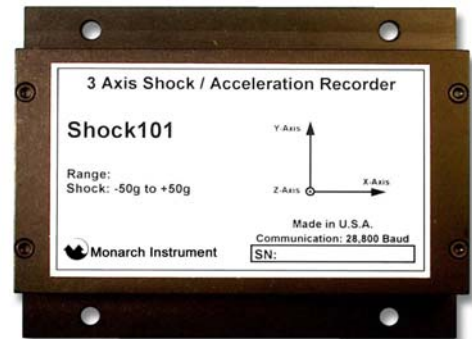 3 Axis Shock / Acceleration Recorder
Shock101
Range:
Shock: -50g to +50g
Y-Axis
Z-Axis
X-Axis
Made in U.S.A.
Communication: 28,800 Baud
Monarch Instrument
SN: